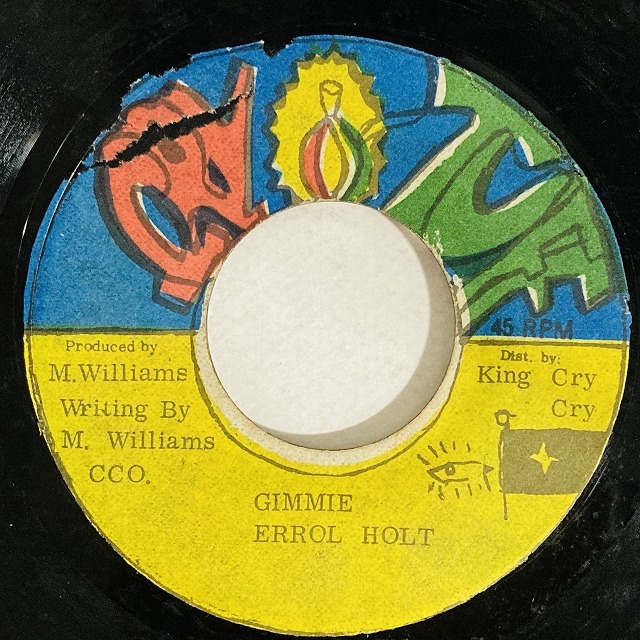 45 RPM
Produced by
M. Williams
Writing By
M. Williams
CCO.
Dist. by:
King Cry
Cry
GIMMIE
ERROL HOLT